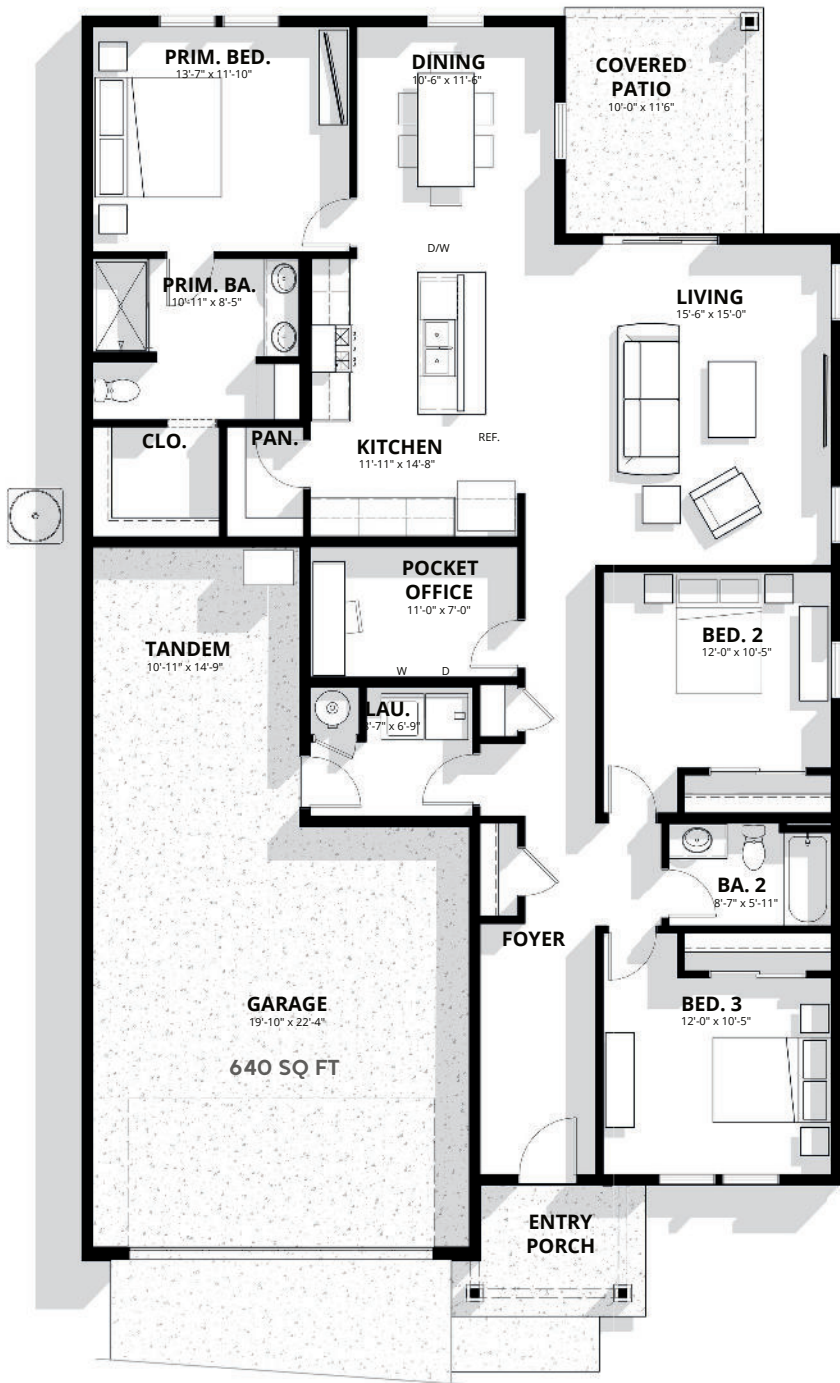 PRIM. BED.
13'-7" x 11'-10"
DINING
10'-6" x 11'-6"
COVERED
PATIO
10'-0" x 11'6"
D/W
PRIM. BA.
10'-11" x 8'-5"
LIVING
15'-6" x 15'-0"
CLO.
PAN.
KITCHEN
11'-11" x 14'-8"
REF.
POCKET
OFFICE
11'-0" x 7'-0"
TANDEM
10'-11" x 14'-9"
BED. 2
12'-0" x 10'-5"
W
D
LAU.
-7" x 6'-9"
BA. 2
8'-7" x 5'-11"
FOYER
GARAGE
19'-10" x 22'-4"
640 SQ FT
BED. 3
12'-0" x 10'-5"
ENTRY
PORCH